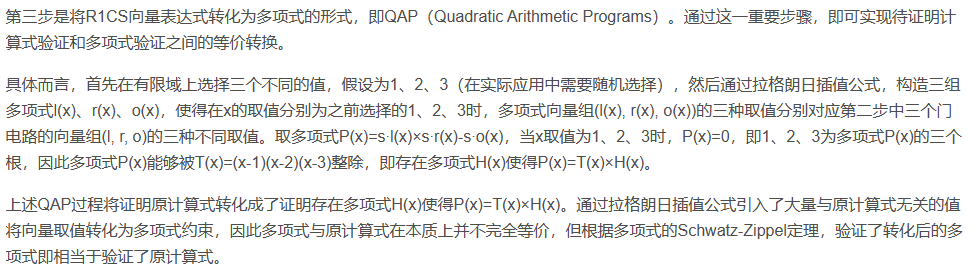 第三步是将R1CS向量表达式转化为多项式的形式，即QAP（Quadratic Arithmetic Programs）。通过这一重要步骤，即可实现待证明计
算式验证和多项式验证之间的等价转换。
具体而言，首先在有限域上选择三个不同的值，假设为1、2、3（在实际应用中需要随机选择），然后通过拉格朗日插值公式，构造三组
多项式l(x)、r(x)、o(x)，使得在x的取值分别为之前选择的1、2、3时，多项式向量组(l(x), r(x), o(x))的三种取值分别对应第二步中三个门
电路的向量组(l, r, o)的三种不同取值。取多项式P(x)=s·l(x)×s·r(x)-s·o(x)，当x取值为1、2、3时，P(x)=0，即1、2、3为多项式P(x)的三个
根，因此多项式P(x)能够被T(x)=(x-1)(x-2)(x-3)整除，即存在多项式H(x)使得P(x)=T(x)×H(x)。
上述QAP过程将证明原计算式转化成了证明存在多项式H(x)使得P(x)=T(x)×H(x)。通过拉格朗日插值公式引入了大量与原计算式无关的值
将向量取值转化为多项式约束，因此多项式与原计算式在本质上并不完全等价，但根据多项式的Schwatz-Zippel定理，验证了转化后的多
项式即相当于验证了原计算式。